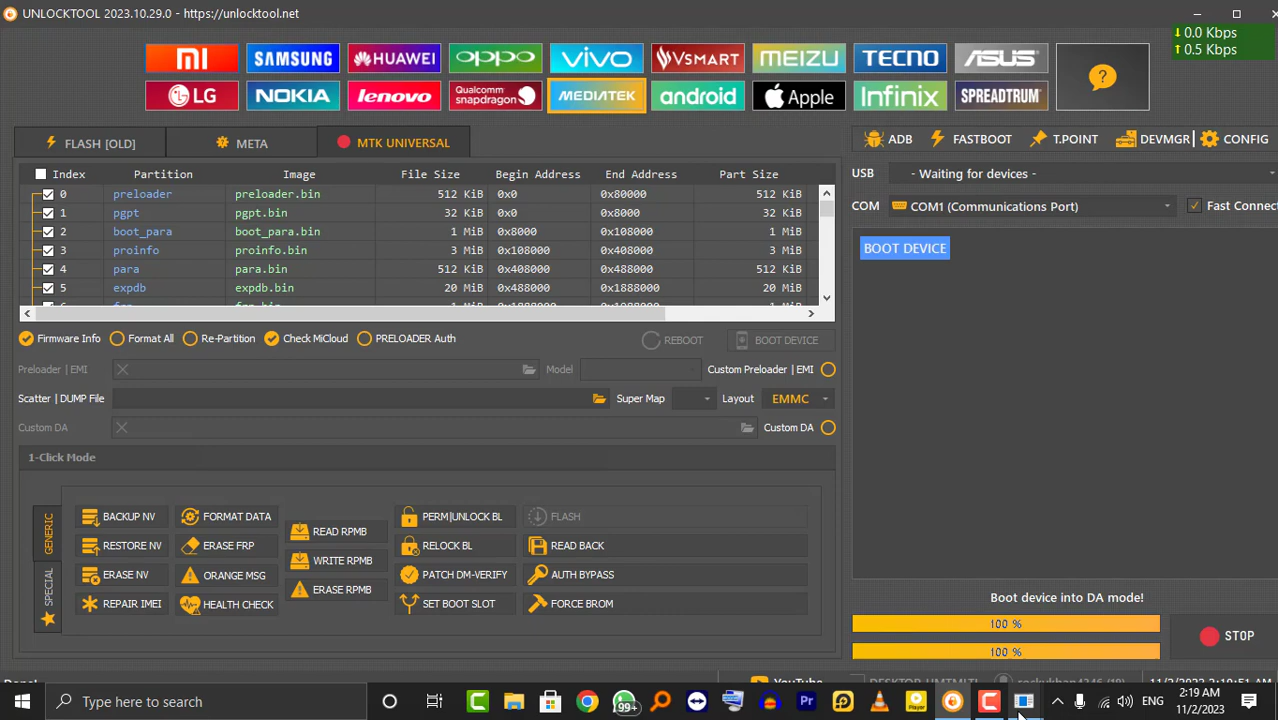 UNLOCKTOOL 2023.10.29.0 - https://unlocktool.net
0.0 Kbps
0.5 Kbps
MI SAMSUNG HUAWEI OPPO VIVO VSMART MEIZU TECNO ASUS
LG NOKIA lenovo Qualcomm snapdragon MEDIATEK android Apple Infinix SPREADTRUM
FLASH [OLD] META MTK UNIVERSAL
ADB FASTBOOT T.POINT DEVMGR CONFIG
Index Partition Image File Size Begin Address End Address Part Size
0 preloader preloader.bin 512 KiB 0x0 0x80000 512 KiB
1 pgpt pgpt.bin 32 KiB 0x0 0x8000 32 KiB
2 boot_para boot_para.bin 1 MiB 0x8000 0x108000 1 MiB
3 proinfo proinfo.bin 3 MiB 0x108000 0x408000 3 MiB
4 para para.bin 512 KiB 0x408000 0x488000 512 KiB
5 expdb expdb.bin 20 MiB 0x488000 0x1888000 20 MiB
USB - Waiting for devices -
COM COM1 (Communications Port) Fast Connect
BOOT DEVICE
Firmware Info Format All Re-Partition Check MiCloud PRELOADER Auth REBOOT BOOT DEVICE
Preloader | EMI Model Custom Preloader | EMI
Scatter | DUMP File Super Map Layout EMMC
Custom DA Custom DA
1-Click Mode
GENERIC
SPECIAL
BACKUP NV FORMAT DATA READ RPMB PERM|UNLOCK BL FLASH
RESTORE NV ERASE FRP WRITE RPMB RELOCK BL READ BACK
ERASE NV ORANGE MSG ERASE RPMB PATCH DM-VERIFY AUTH BYPASS
REPAIR IMEI HEALTH CHECK SET BOOT SLOT FORCE BROM
Boot device into DA mode!
100 %
100 %
STOP
YouTube
Type here to search
99+
Pr
Player
2:19 AM
11/2/2023